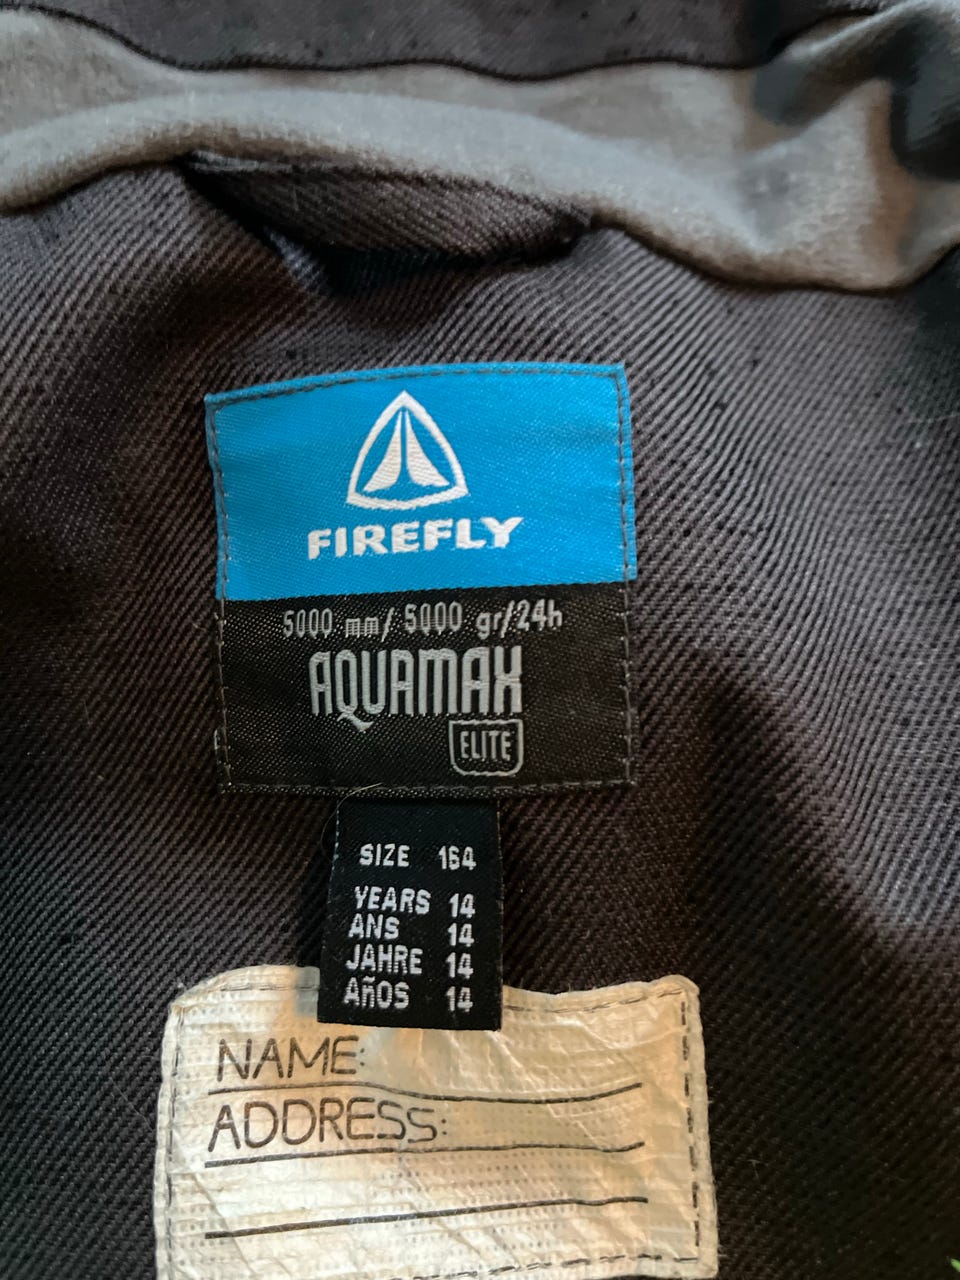 FIREFLY
5000 mm/ 5000 gr/24h
AQUAMAX
ELITE
SIZE 164
YEARS 14
ANS 14
JAHRE 14
AÑOS 14
NAME:
ADDRESS: